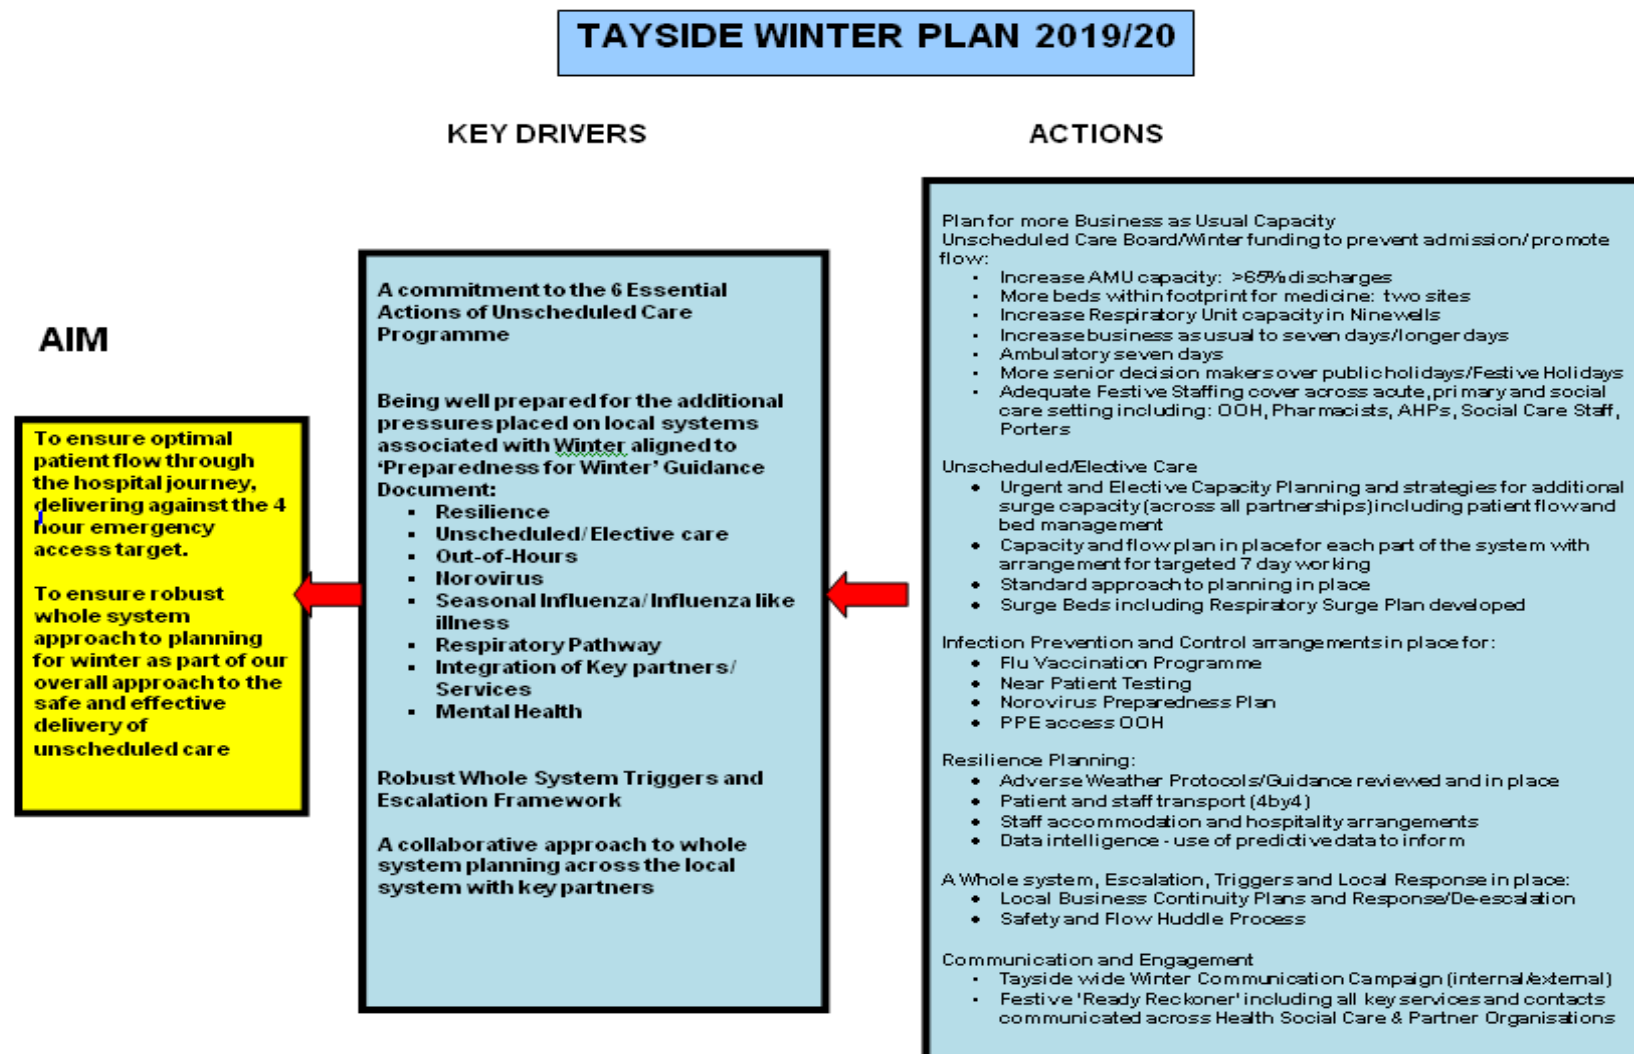 TAYSIDE WINTER PLAN 2019/20
KEY DRIVERS
ACTIONS
AIM
To ensure optimal
patient flow through
the hospital journey,
delivering against the 4
hour emergency
access target.
To ensure robust
whole system
approach to planning
for winter as part of our
overall approach to the
safe and effective
delivery of
unscheduled care
A commitment to the 6 Essential
Actions of Unscheduled Care
Programme
Being well prepared for the additional
pressures placed on local systems
associated with Winter aligned to
‘Preparedness for Winter’ Guidance
Document:
▪ Resilience
▪ Unscheduled/Elective care
▪ Out-of-Hours
▪ Norovirus
▪ Seasonal Influenza/Influenza like
illness
▪ Respiratory Pathway
▪ Integration of Key partners/
Services
▪ Mental Health
Robust Whole System Triggers and
Escalation Framework
A collaborative approach to whole
system planning across the local
system with key partners
Plan for more Business as Usual Capacity
Unscheduled Care Board/Winter funding to prevent admission/promote
flow:
• Increase AMU capacity: >65% discharges
• More beds within footprint for medicine: two sites
• Increase Respiratory Unit capacity in Ninewells
• Increase business as usual to seven days/longer days
• Ambulatory seven days
• More senior decision makers over public holidays/Festive Holidays
• Adequate Festive Staffing cover across acute, primary and social
care setting including: OOH, Pharmacists, AHPs, Social Care Staff,
Porters
Unscheduled/Elective Care
• Urgent and Elective Capacity Planning and strategies for additional
surge capacity (across all partnerships) including patient flow and
bed management
• Capacity and flow plan in place for each part of the system with
arrangement for targeted 7 day working
• Standard approach to planning in place
• Surge Beds including Respiratory Surge Plan developed
Infection Prevention and Control arrangements in place for:
• Flu Vaccination Programme
• Near Patient Testing
• Norovirus Preparedness Plan
• PPE access OOH
Resilience Planning:
• Adverse Weather Protocols/Guidance reviewed and in place
• Patient and staff transport (4by4)
• Staff accommodation and hospitality arrangements
• Data intelligence - use of predictive data to inform
A Whole system, Escalation, Triggers and Local Response in place:
• Local Business Continuity Plans and Response/De-escalation
• Safety and Flow Huddle Process
Communication and Engagement
• Tayside wide Winter Communication Campaign (internal/external)
• Festive 'Ready Reckoner' including all key services and contacts
communicated across Health Social Care & Partner Organisations